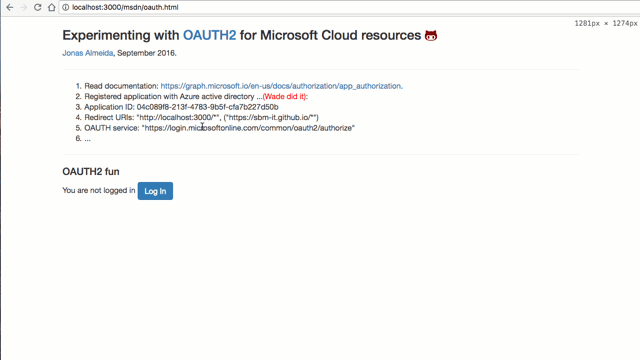 localhost:3000/msdn/oauth.html
1281px × 1274px
Experimenting with OAUTH2 for Microsoft Cloud resources
Jonas Almeida, September 2016.
1. Read documentation: https://graph.microsoft.io/en-us/docs/authorization/app_authorization.
2. Registered application with Azure active directory ...(Wade did it):
3. Application ID: 04c089f8-213f-4783-9b5f-cfa7b227d50b
4. Redirect URIs: "http://localhost:3000/*", ("https://sbm-it.github.io/*")
5. OAUTH service: "https://login.microsoftonline.com/common/oauth2/authorize"
6. ...
OAUTH2 fun
You are not logged in Log In